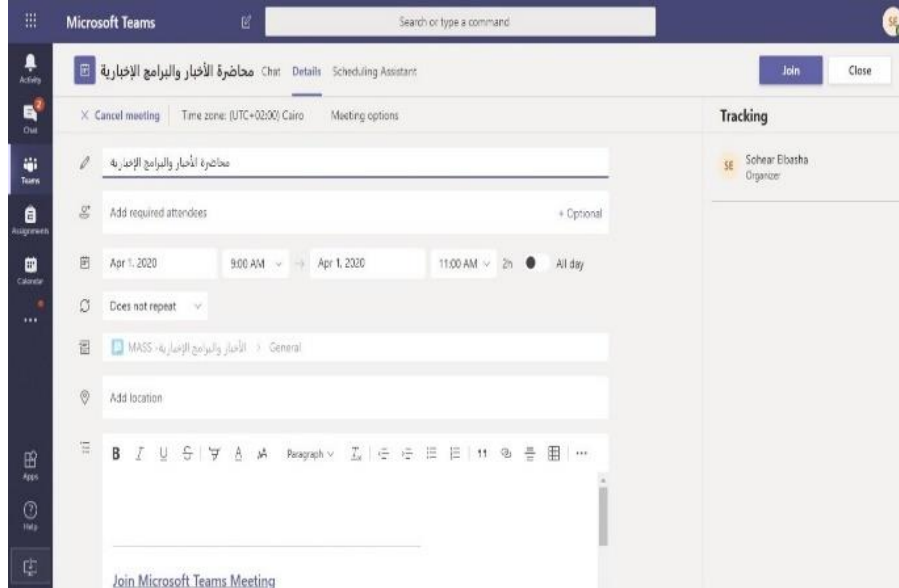 Microsoft Teams
Search or type a command
SE
Activity
2
Chat
Teams
Assignments
Calendar
Apps
Help
محاضرة الأخبار والبرامج الإخبارية Chat Details Scheduling Assistant
Join Close
Cancel meeting Time zone: (UTC+02:00) Cairo Meeting options
محاضرة الأخبار والبرامج الإخبارية
Add required attendees + Optional
Apr 1, 2020 9:00 AM → Apr 1, 2020 11:00 AM 2h All day
Does not repeat
MASS -الأخبار والبرامج الإخبارية > General
Add location
B I U S A A Paragraph
Join Microsoft Teams Meeting
Tracking
SE Sohear Elbasha
Organizer